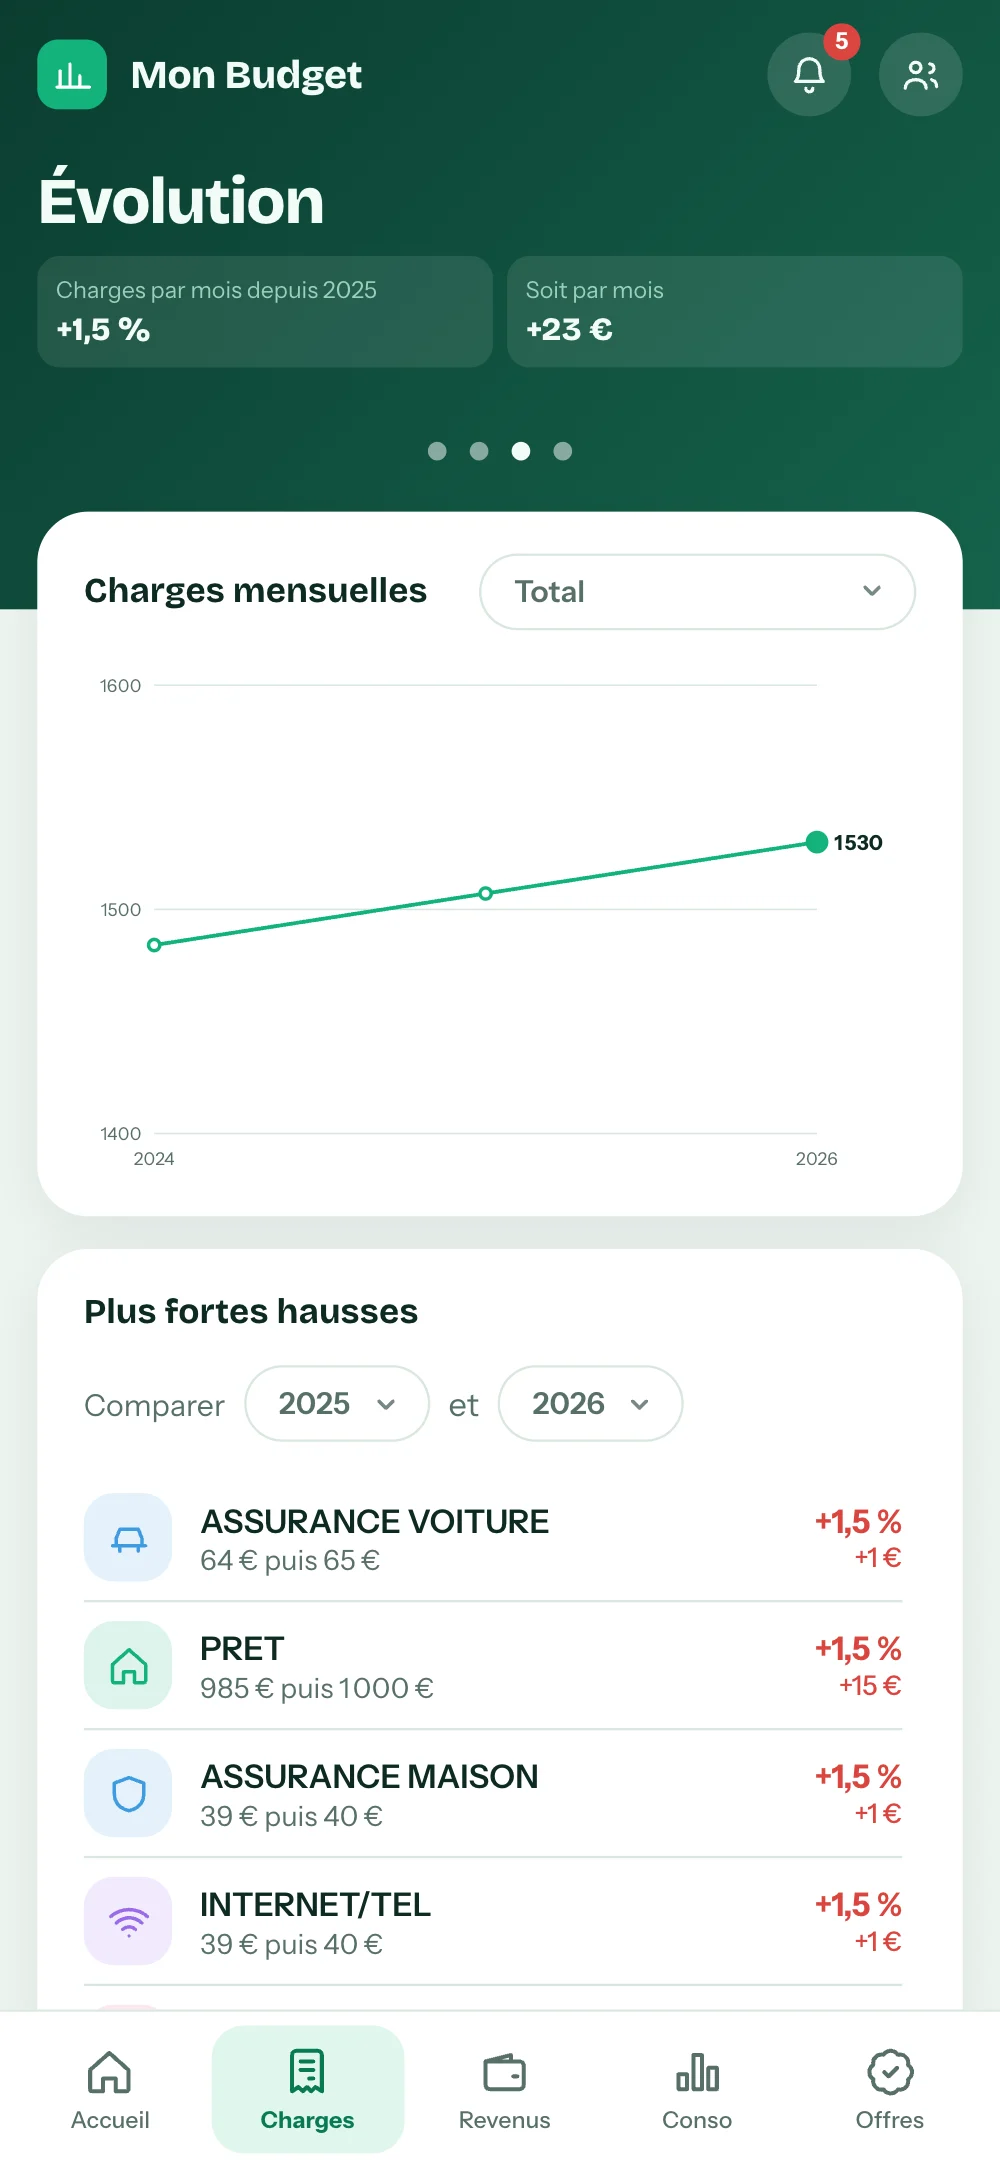 Mon Budget
5
Évolution
Charges par mois depuis 2025
+1,5 %
Soit par mois
+23 €
Charges mensuelles
Total
1600
1530
1500
1400
2024
2026
Plus fortes hausses
Comparer 2025 et 2026
ASSURANCE VOITURE
+1,5 %
64 € puis 65 €
+1 €
PRET
+1,5 %
985 € puis 1 000 €
+15 €
ASSURANCE MAISON
+1,5 %
39 € puis 40 €
+1 €
INTERNET/TEL
+1,5 %
39 € puis 40 €
+1 €
Accueil
Charges
Revenus
Conso
Offres